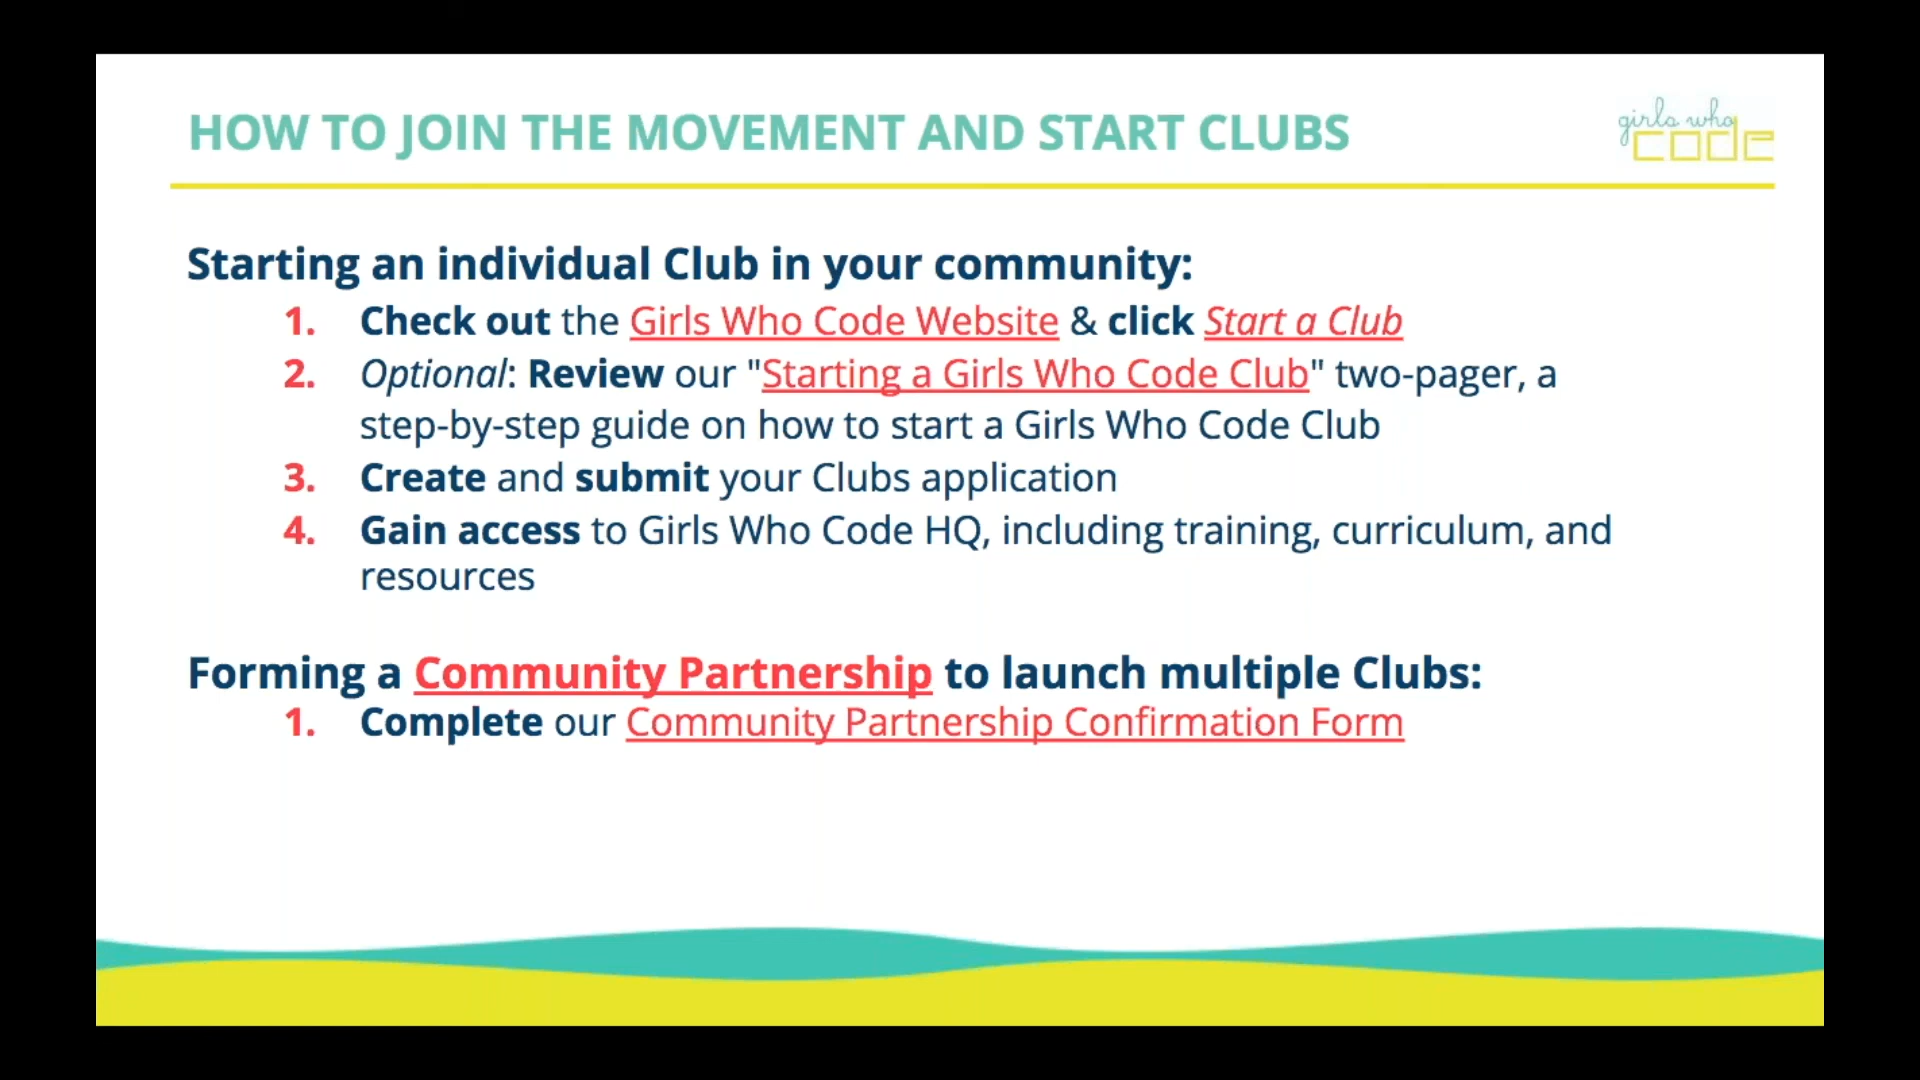 HOW TO JOIN THE MOVEMENT AND START CLUBS
girls who
code
Starting an individual Club in your community:
1. Check out the Girls Who Code Website & click Start a Club
2. Optional: Review our "Starting a Girls Who Code Club" two-pager, a
step-by-step guide on how to start a Girls Who Code Club
3. Create and submit your Clubs application
4. Gain access to Girls Who Code HQ, including training, curriculum, and
resources
Forming a Community Partnership to launch multiple Clubs:
1. Complete our Community Partnership Confirmation Form